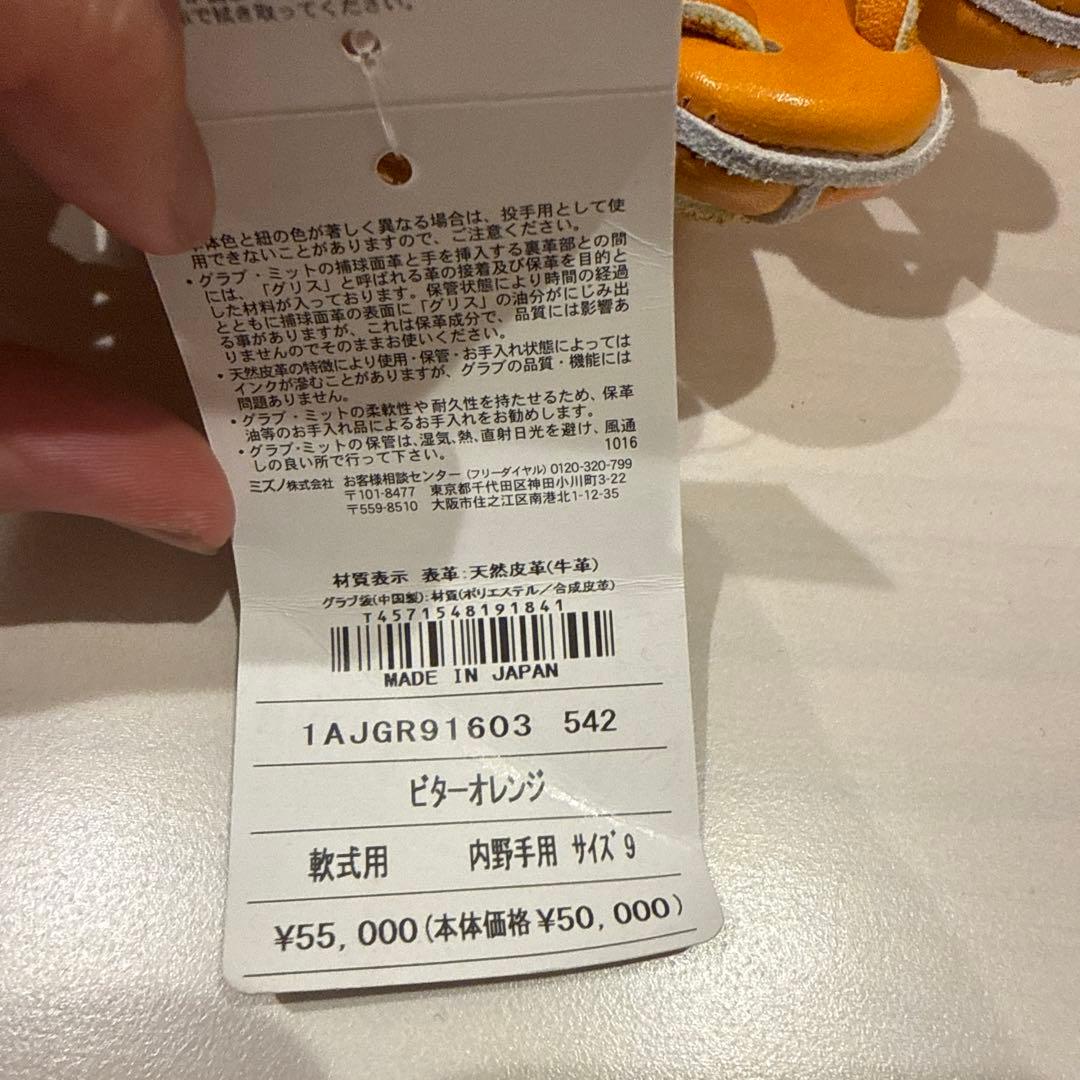 で拭き取ってください。
体色と紐の色が著しく異なる場合は、投手用として使
用できないことがありますので、ご注意ください。
・グラブ・ミットの捕球面革と手を挿入する裏革部との間
には、「グリス」と呼ばれる革の接着及び保革を目的と
した材料が入っております。保管状態により時間の経過
とともに捕球面革の表面に「グリス」の油分がにじみ出
る事がありますが、これは保革成分で、品質には影響あ
りませんのでそのままお使いください。
・天然皮革の特徴により使用・保管・お手入れ状態によっては
インクが滲むことがありますが、グラブの品質・機能には
問題ありません。
・グラブ・ミットの柔軟性や耐久性を持たせるため、保革
油等のお手入れ品によるお手入れをお勧めします。
・グラブ・ミットの保管は、湿気、熱、直射日光を避け、風通
しの良い所で行って下さい。 1016
ミズノ株式会社 お客様相談センター(フリーダイヤル)0120-320-799
〒101-8477 東京都千代田区神田小川町3-22
〒559-8510 大阪市住之江区南港北1-12-35
材質表示 表革:天然皮革(牛革)
グラブ袋(中国製):材質(ポリエステル/合成皮革)
T4571548191841
MADE IN JAPAN
1AJGR91603 542
ビターオレンジ
軟式用 内野手用 サイズ9
¥55,000(本体価格¥50,000)